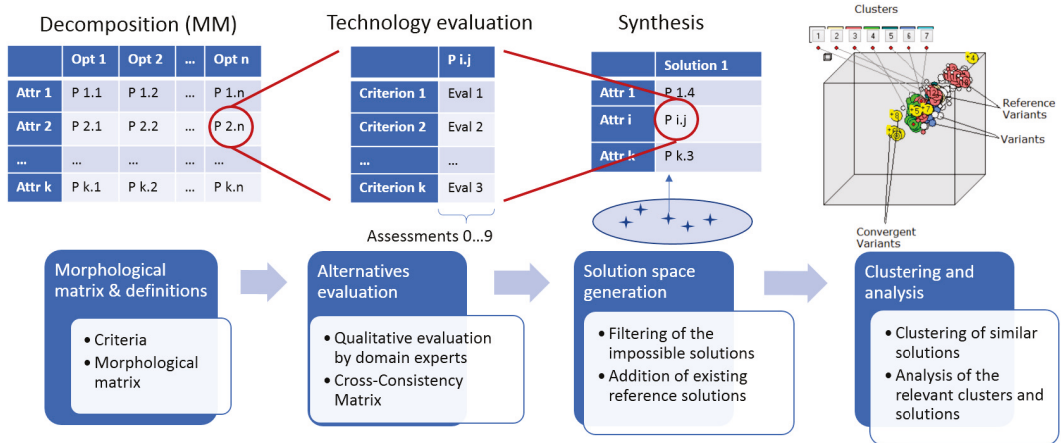 Decomposition (MM)
Opt 1 Opt 2 ... Opt n
Attr 1 P 1.1 P 1.2 ... P 1.n
Attr 2 P 2.1 P 2.2 ... P 2.n
... ... ... ...
Attr k P k.1 P k.2 ... P k.n
Technology evaluation
P i.j
Criterion 1 Eval 1
Criterion 2 Eval 2
... ...
Criterion k Eval 3
Assessments 0...9
Synthesis
Solution 1
Attr 1 P 1.4
Attr i P i.j
Attr k P k.3
Clusters
1 2 3 4 5 6 7
Reference
Variants
Variants
Convergent
Variants
Morphological
matrix & definitions
• Criteria
• Morphological
matrix
Alternatives
evaluation
• Qualitative evaluation
by domain experts
• Cross-Consistency
Matrix
Solution space
generation
• Filtering of the
impossible solutions
• Addition of existing
reference solutions
Clustering and
analysis
• Clustering of similar
solutions
• Analysis of the
relevant clusters and
solutions